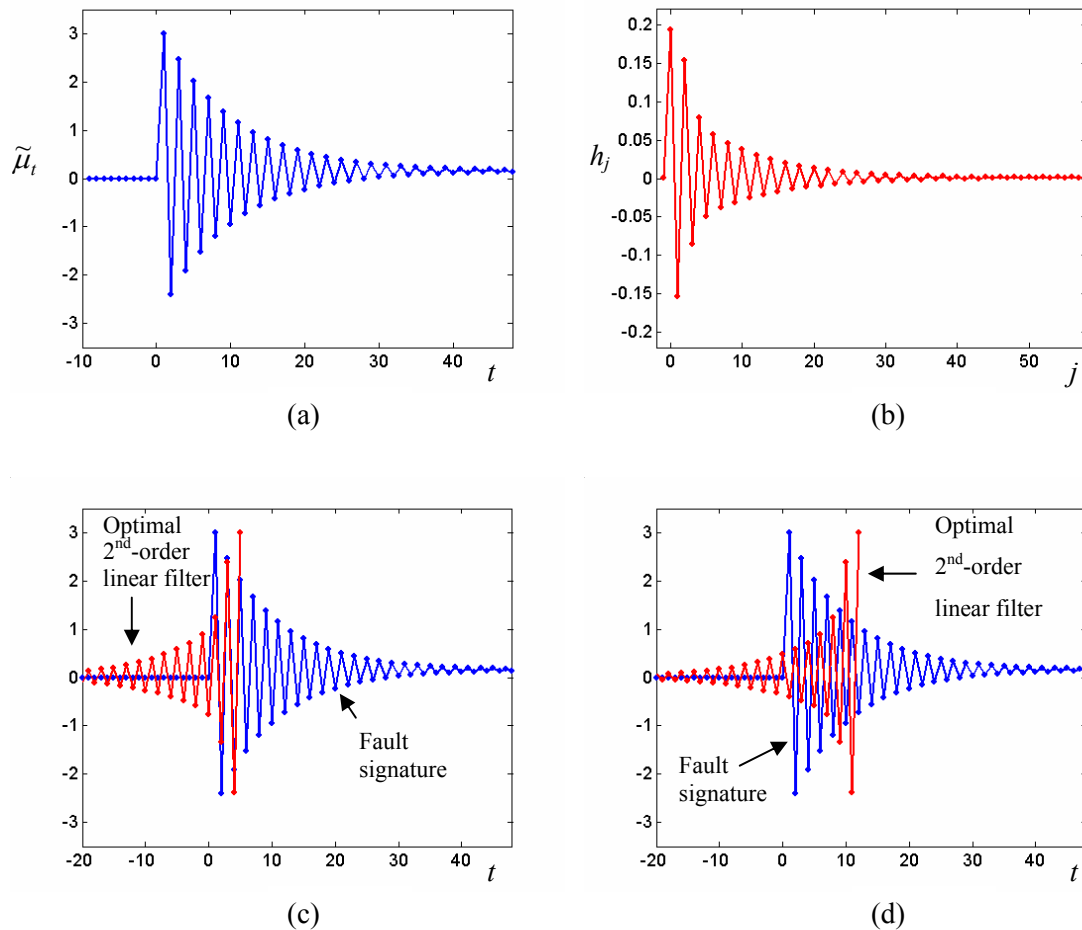 3
2
1
0
-1
-2
-3
μ̃t
-10 0 10 20 30 40
t
(a)
0.2
0.15
0.1
0.05
0
-0.05
-0.1
-0.15
-0.2
hj
0 10 20 30 40 50
j
(b)
3
2
1
0
-1
-2
-3
Optimal
2nd-order
linear filter
Fault
signature
-20 -10 0 10 20 30 40
t
(c)
3
2
1
0
-1
-2
-3
Optimal
2nd-order
linear filter
Fault
signature
-20 -10 0 10 20 30 40
t
(d)